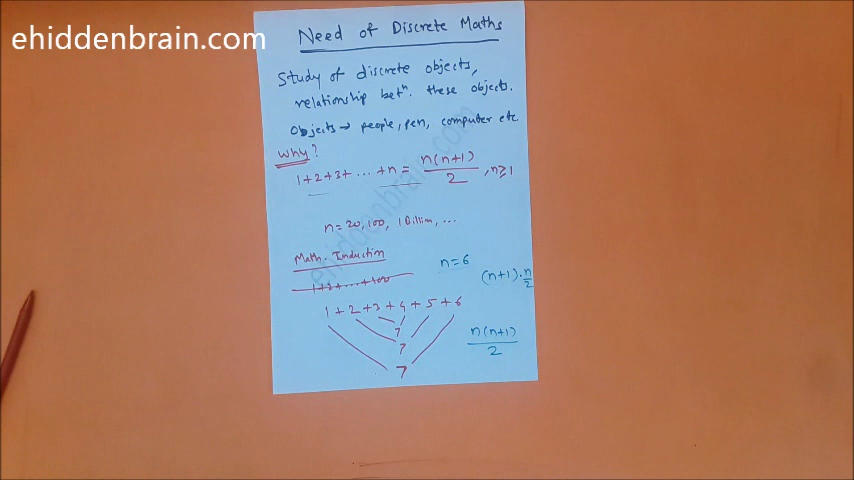 ehiddenbrain.com
Need of Discrete Maths
Study of discrete objects,
relationship betⁿ. these objects.
Objects → people, pen, computer etc.
Why?
1+2+3+ ... +n = n(n+1)/2, n≥1
n=20, 100, 1 Billion, ...
Math. Induction
n=6
(n+1).n/2
1+2+...+100
1+2+3+4+5+6
7
7
7
n(n+1)/2
ehiddenbrain.com